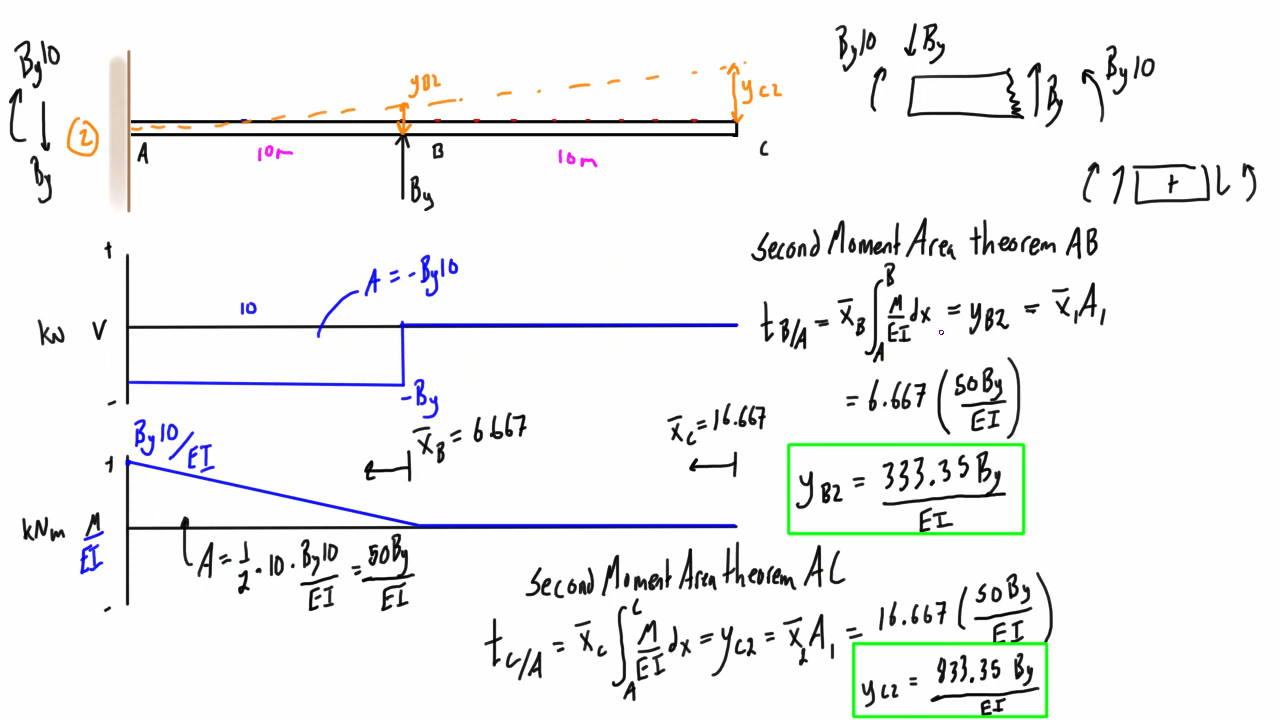 By10
By
2
yB2
yC2
A
10m
B
10m
C
By
By10
By
By
By10
+
+
kN V
10
A = -By10
-By
-
Second Moment Area theorem AB
tB/A = x̄B ∫AB M/EI dx = yB2 = x̄1A1
= 6.667 (50By/EI)
yB2 = 333.35By/EI
By10/EI
x̄B = 6.667
x̄C = 16.667
+
kNm M/EI
A = 1/2 · 10 · By10/EI = 50By/EI
-
Second Moment Area theorem AC
tC/A = x̄C ∫AC M/EI dx = yC2 = x̄2A1 = 16.667 (50By/EI)
yC2 = 833.35 By/EI